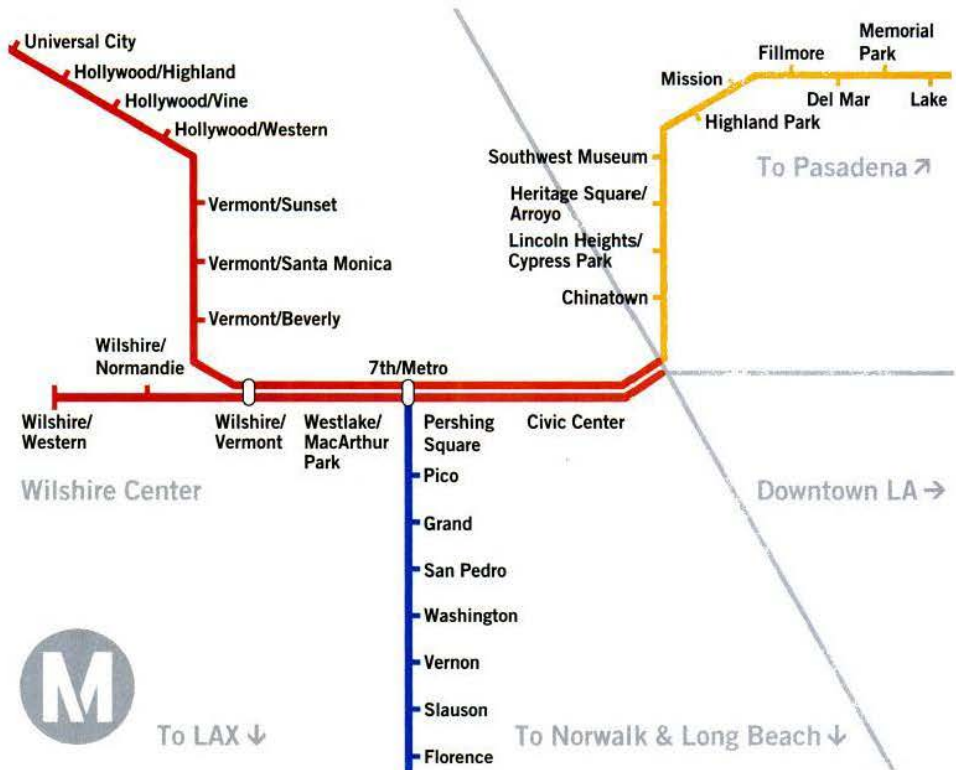 Universal City
Hollywood/Highland
Hollywood/Vine
Hollywood/Western
Vermont/Sunset
Vermont/Santa Monica
Vermont/Beverly
Wilshire/
Normandie
Wilshire/
Western
Wilshire/
Vermont
Westlake/
MacArthur
Park
7th/Metro
Pershing
Square
Civic Center
Memorial
Park
Fillmore
Mission
Del Mar
Lake
Highland Park
Southwest Museum
To Pasadena ↗
Heritage Square/
Arroyo
Lincoln Heights/
Cypress Park
Chinatown
Wilshire Center
Downtown LA →
Pico
Grand
San Pedro
Washington
Vernon
Slauson
Florence
M
To LAX ↓
To Norwalk & Long Beach ↓